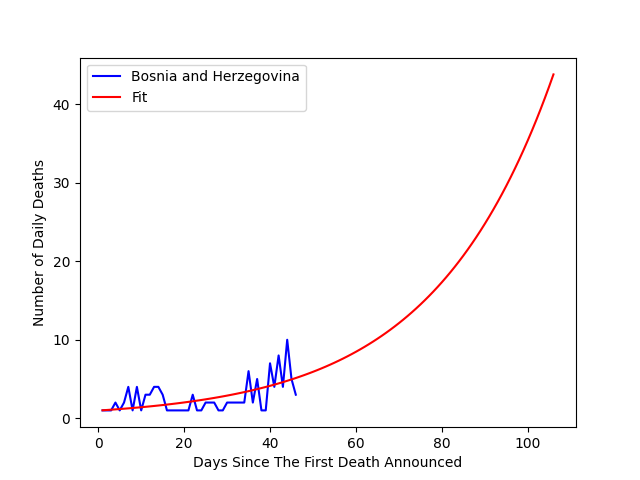 Bosnia and Herzegovina
Fit
40
30
20
10
0
Number of Daily Deaths
0 20 40 60 80 100
Days Since The First Death Announced